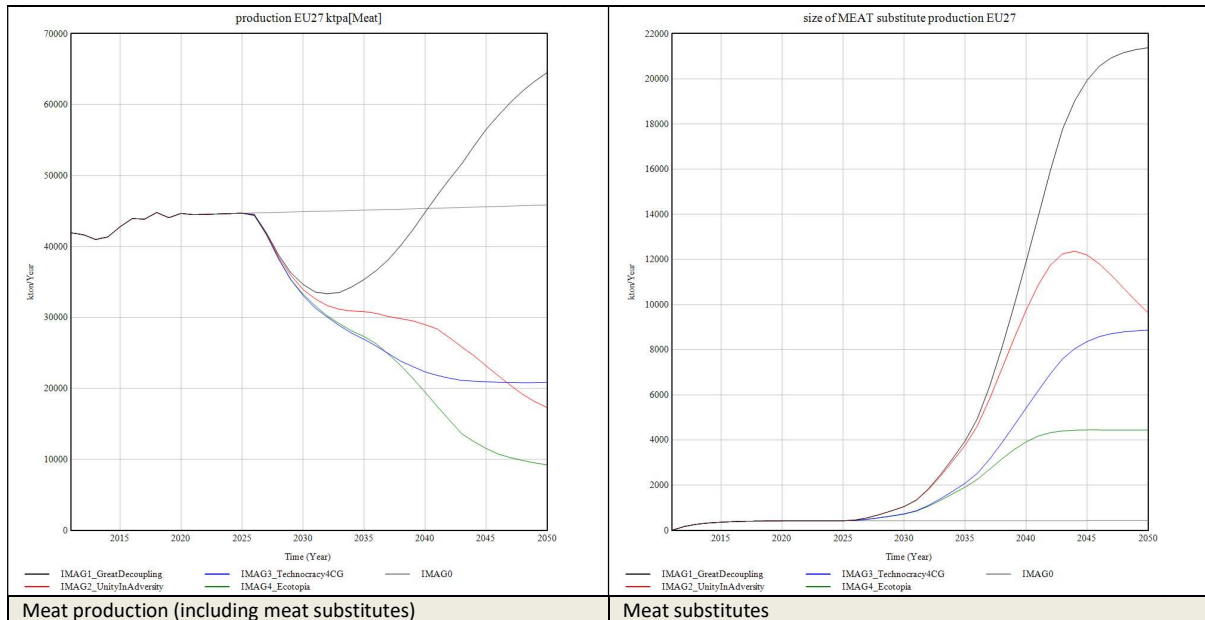 production EU27 ktpa[Meat]
70000
60000
50000
40000
30000
20000
10000
0
kton/Year
2015 2020 2025 2030 2035 2040 2045 2050
Time (Year)
IMAG1_GreatDecoupling IMAG3_Technocracy4CG IMAG0
IMAG2_UnityInAdversity IMAG4_Ecotopia
Meat production (including meat substitutes)
size of MEAT substitute production EU27
22000
20000
18000
16000
14000
12000
10000
8000
6000
4000
2000
0
kton/Year
2015 2020 2025 2030 2035 2040 2045 2050
Time (Year)
IMAG1_GreatDecoupling IMAG3_Technocracy4CG IMAG0
IMAG2_UnityInAdversity IMAG4_Ecotopia
Meat substitutes